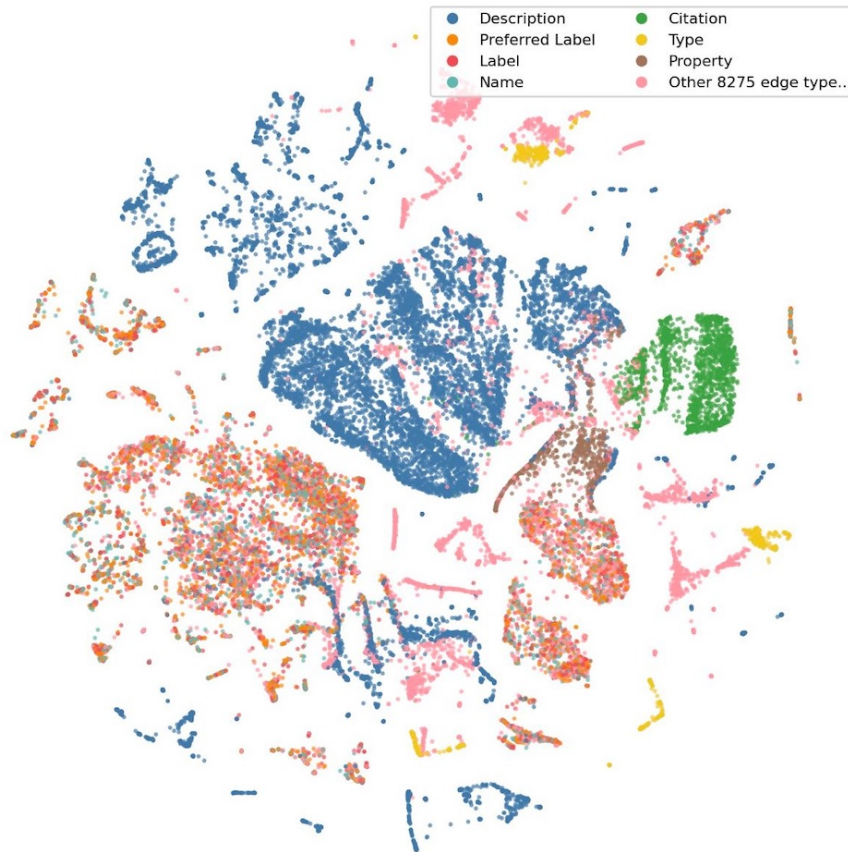 Description
Preferred Label
Label
Name
Citation
Type
Property
Other 8275 edge type...